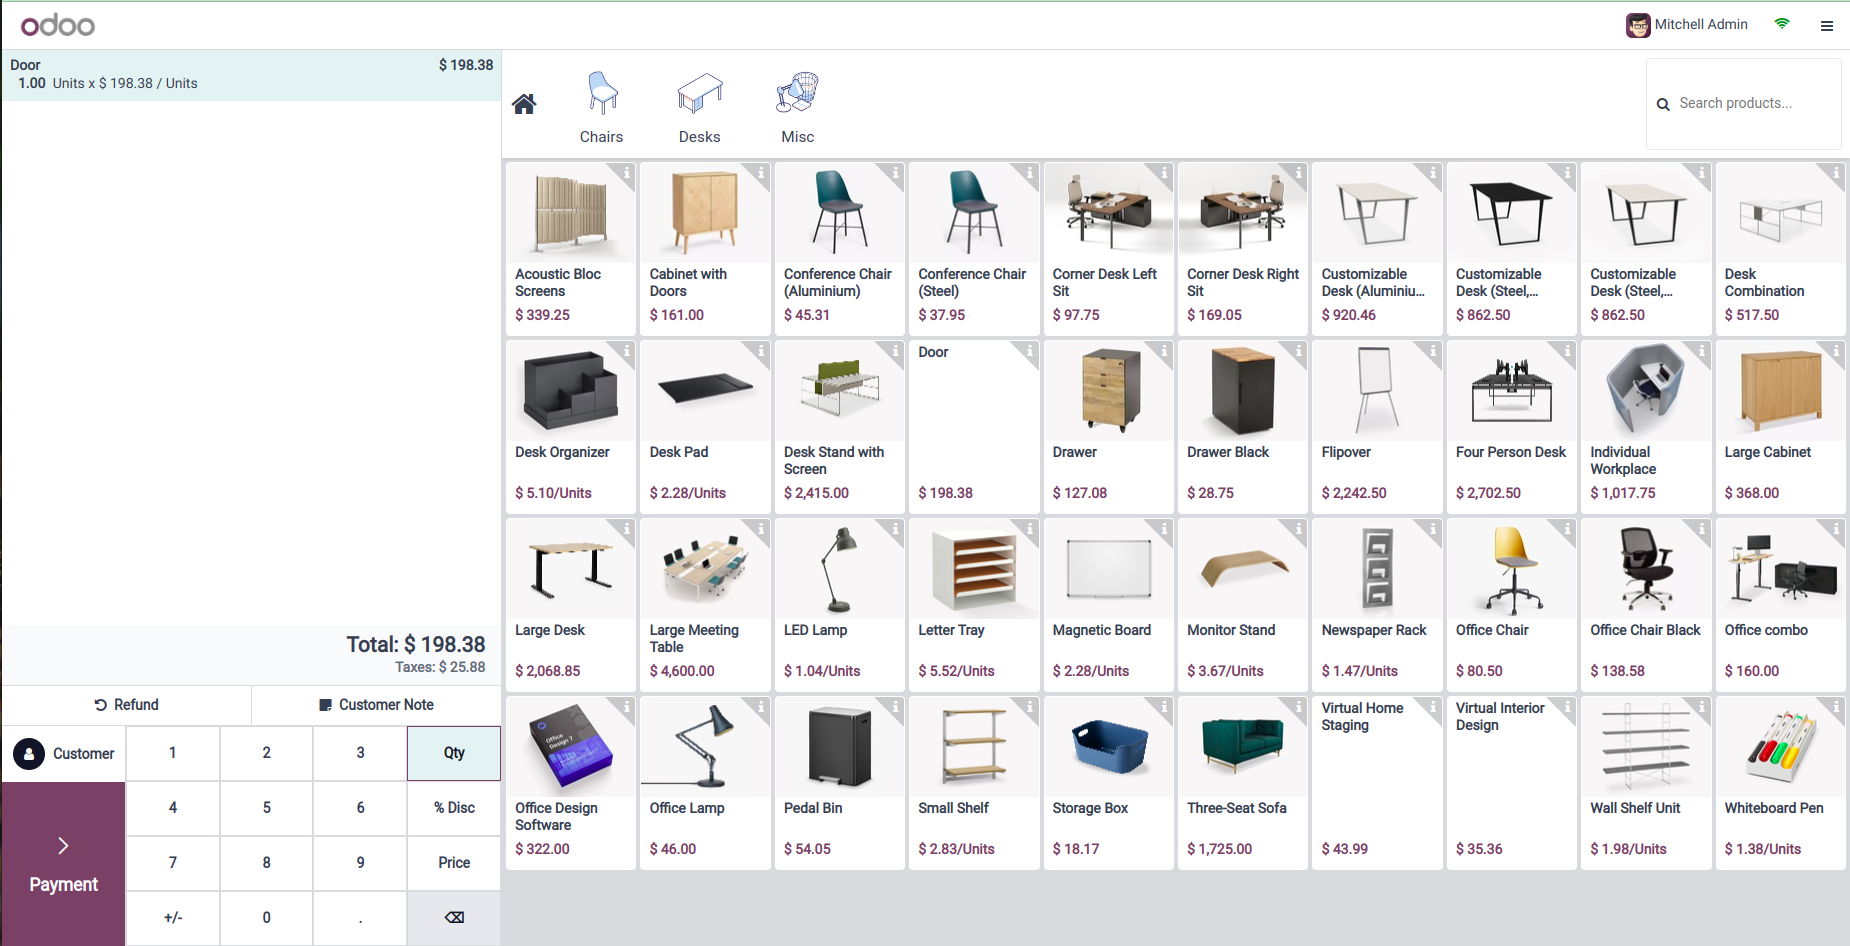 odoo
Mitchell Admin
Door
$ 198.38
1.00 Units x $ 198.38 / Units
Total: $ 198.38
Taxes: $ 25.88
Refund
Customer Note
Customer
1
2
3
Qty
4
5
6
% Disc
7
8
9
Price
Payment
+/-
0
.
Chairs
Desks
Misc
Search products...
Acoustic Bloc
Screens
$ 339.25
Cabinet with
Doors
$ 161.00
Conference Chair
(Aluminium)
$ 45.31
Conference Chair
(Steel)
$ 37.95
Corner Desk Left
Sit
$ 97.75
Corner Desk Right
Sit
$ 169.05
Customizable
Desk (Aluminiu...
$ 920.46
Customizable
Desk (Steel,...
$ 862.50
Customizable
Desk (Steel,...
$ 862.50
Desk
Combination
$ 517.50
Desk Organizer
$ 5.10/Units
Desk Pad
$ 2.28/Units
Desk Stand with
Screen
$ 2,415.00
Door
$ 198.38
Drawer
$ 127.08
Drawer Black
$ 28.75
Flipover
$ 2,242.50
Four Person Desk
$ 2,702.50
Individual
Workplace
$ 1,017.75
Large Cabinet
$ 368.00
Large Desk
$ 2,068.85
Large Meeting
Table
$ 4,600.00
LED Lamp
$ 1.04/Units
Letter Tray
$ 5.52/Units
Magnetic Board
$ 2.28/Units
Monitor Stand
$ 3.67/Units
Newspaper Rack
$ 1.47/Units
Office Chair
$ 80.50
Office Chair Black
$ 138.58
Office combo
$ 160.00
Office
Design 7
Office Design
Software
$ 322.00
Office Lamp
$ 46.00
Pedal Bin
$ 54.05
Small Shelf
$ 2.83/Units
Storage Box
$ 18.17
Three-Seat Sofa
$ 1,725.00
Virtual Home
Staging
$ 43.99
Virtual Interior
Design
$ 35.36
Wall Shelf Unit
$ 1.98/Units
Whiteboard Pen
$ 1.38/Units